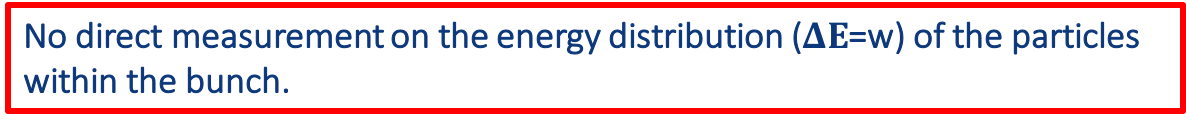 No direct measurement on the energy distribution (ΔE=w) of the particles
within the bunch.